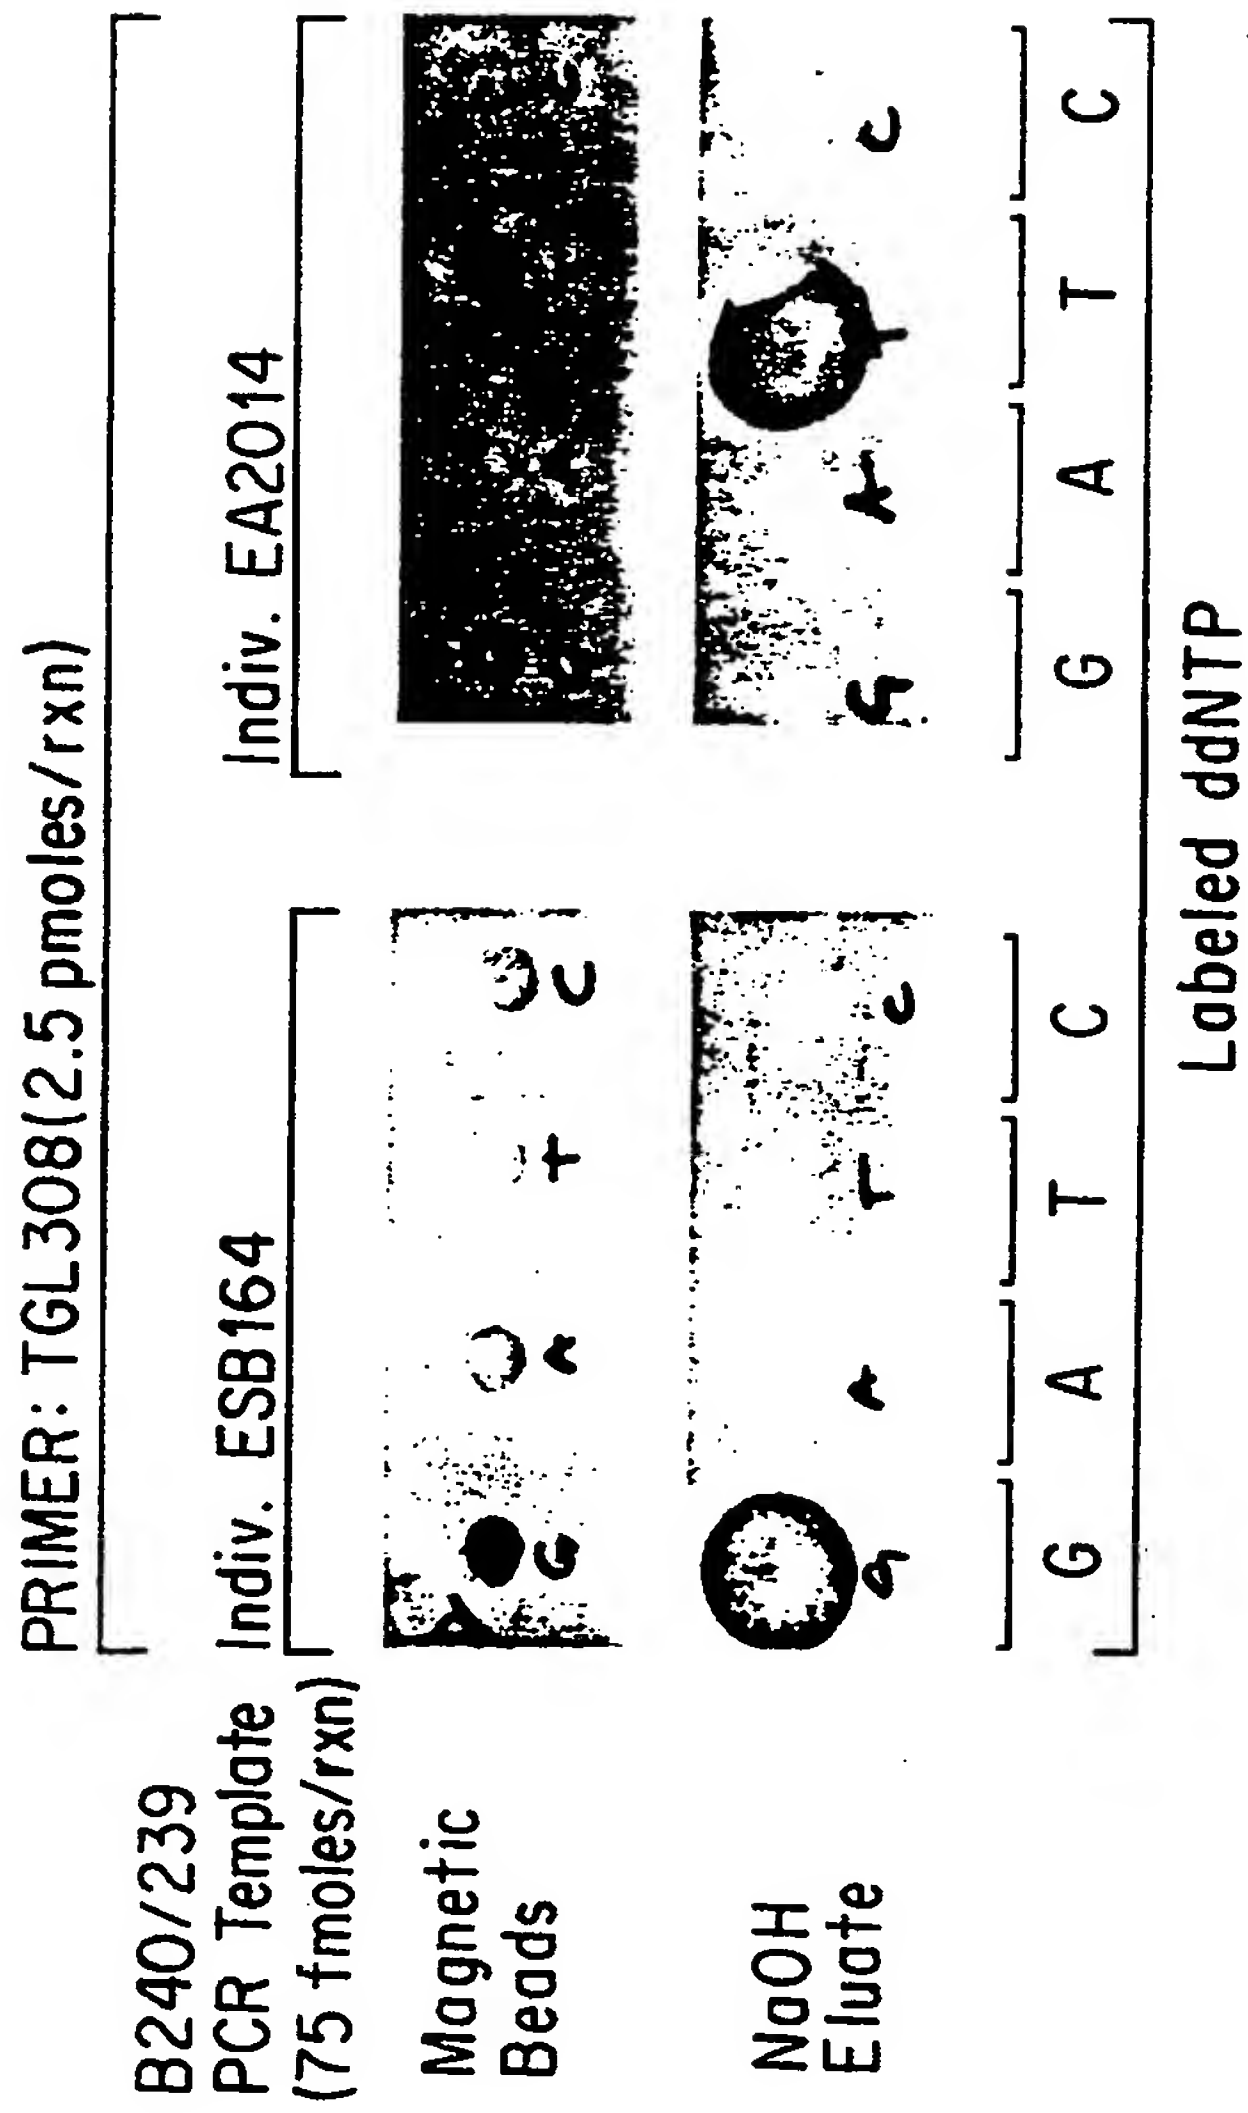 PRIMER: TGL308(2.5 pmoles/rxn)
B240/239
PCR Template
(75 fmoles/rxn)
Indiv. ESB164
Indiv. EA2014
Magnetic
Beads
G A T C
NaOH
Eluate
G A T C
G A T C
G A T C G A T C
Labeled ddNTP